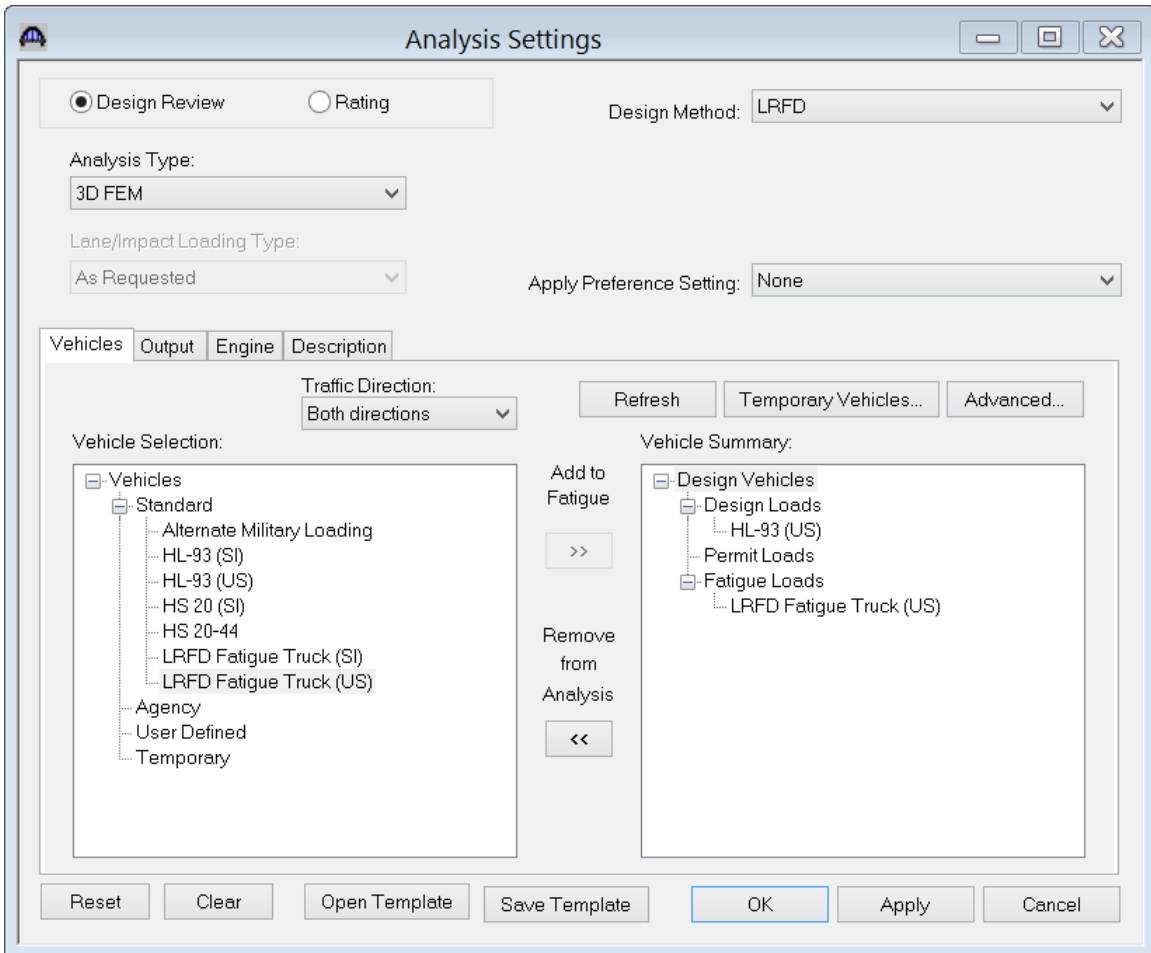 Analysis Settings
Design Review
Rating
Design Method:
LRFD
Analysis Type:
3D FEM
Lane/Impact Loading Type:
As Requested
Apply Preference Setting:
None
Vehicles
Output
Engine
Description
Traffic Direction:
Both directions
Refresh
Temporary Vehicles...
Advanced...
Vehicle Selection:
Vehicles
Standard
Alternate Military Loading
HL-93 (SI)
HL-93 (US)
HS 20 (SI)
HS 20-44
LRFD Fatigue Truck (SI)
LRFD Fatigue Truck (US)
Agency
User Defined
Temporary
Add to
Fatigue
>>
Remove
from
Analysis
<<
Vehicle Summary:
Design Vehicles
Design Loads
HL-93 (US)
Permit Loads
Fatigue Loads
LRFD Fatigue Truck (US)
Reset
Clear
Open Template
Save Template
OK
Apply
Cancel